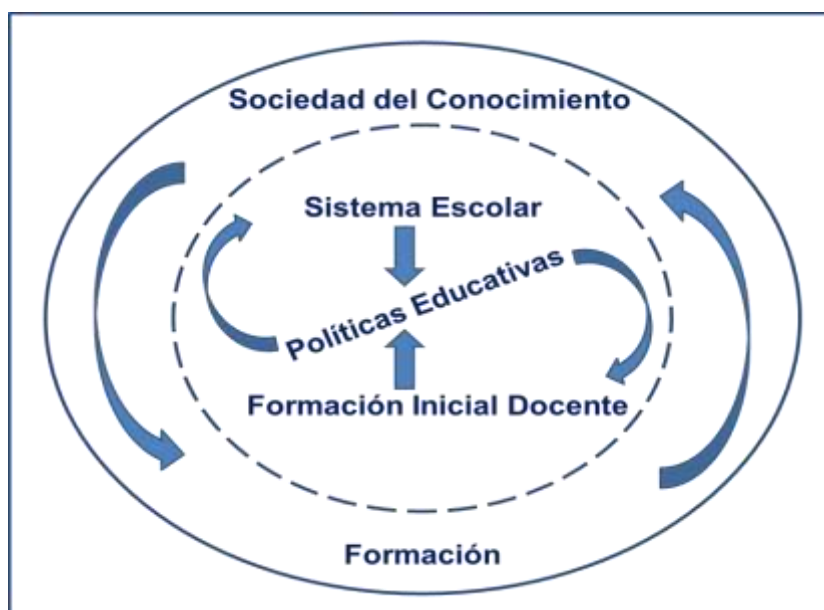 Sociedad del Conocimiento
Sistema Escolar
Políticas Educativas
Formación Inicial Docente
Formación